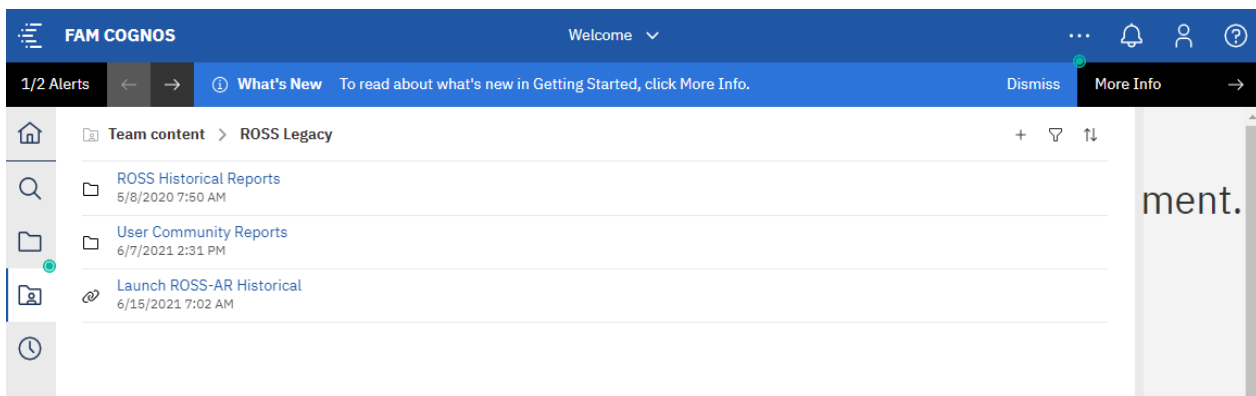 FAM COGNOS Welcome
1/2 Alerts What's New To read about what's new in Getting Started, click More Info. Dismiss More Info
Team content > ROSS Legacy
ROSS Historical Reports
5/8/2020 7:50 AM
ment.
User Community Reports
6/7/2021 2:31 PM
Launch ROSS-AR Historical
6/15/2021 7:02 AM